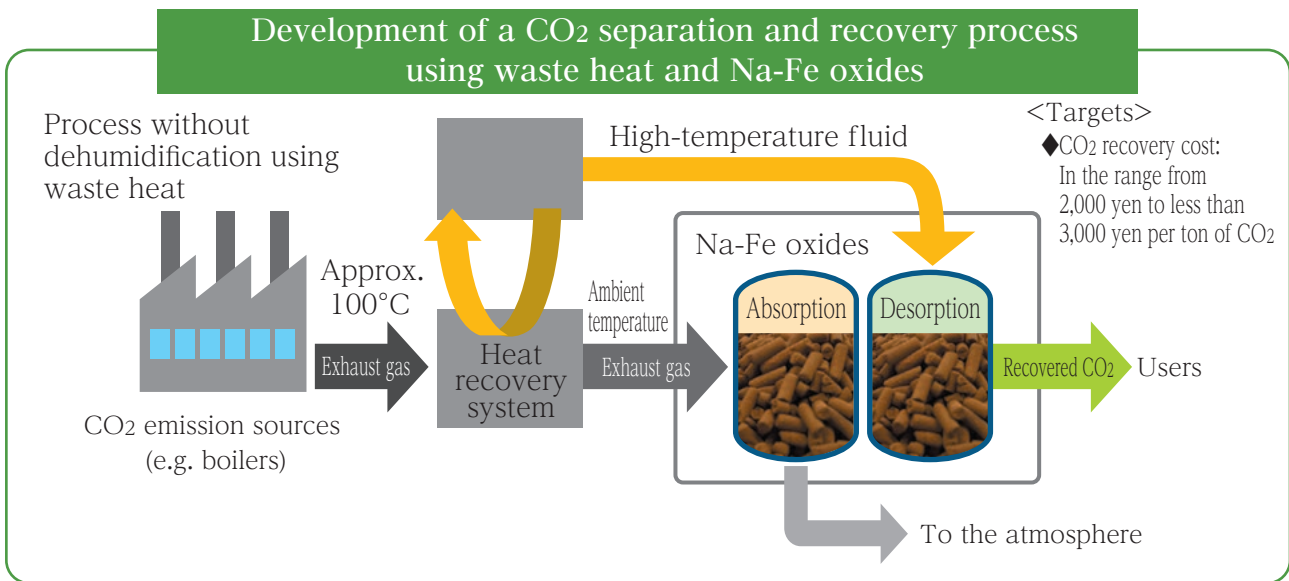 Development of a CO2 separation and recovery process
using waste heat and Na-Fe oxides
Process without
dehumidification using
waste heat
High-temperature fluid
<Targets>
◆CO2 recovery cost:
In the range from
2,000 yen to less than
3,000 yen per ton of CO2
Na-Fe oxides
Approx.
100°C
Ambient
temperature
Absorption
Desorption
Exhaust gas
Heat
recovery
system
Exhaust gas
Recovered CO2
Users
CO2 emission sources
(e.g. boilers)
To the atmosphere